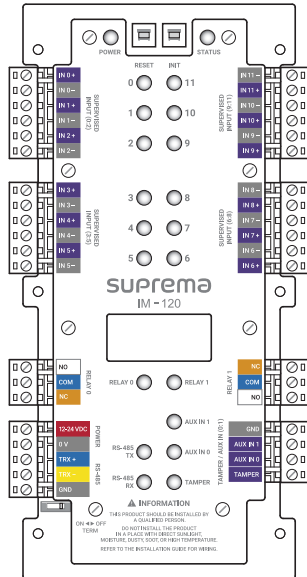 POWER
STATUS
RESET
INIT
IN 0 +
IN 0 –
IN 1 +
IN 1 –
IN 2 +
IN 2 –
SUPERVISED
INPUT (0:2)
0
11
1
10
2
9
IN 11 –
IN 11 +
IN 10 –
IN 10 +
IN 9 –
IN 9 +
SUPERVISED
INPUT (9:11)
IN 3 +
IN 3 –
IN 4 +
IN 4 –
IN 5 +
IN 5 –
SUPERVISED
INPUT (3:5)
3
8
4
7
5
6
IN 8 –
IN 8 +
IN 7 –
IN 7 +
IN 6 –
IN 6 +
SUPERVISED
INPUT (6:8)
suprema
IM – 120
NO
COM
NC
RELAY 0
RELAY 0
RELAY 1
RELAY 1
NC
COM
NO
12-24 VDC
0 V
TRX +
TRX –
GND
POWER
RS-485
AUX IN 1
RS-485
TX
AUX IN 0
RS-485
RX
TAMPER
TAMPER / AUX IN (0:1)
GND
AUX IN 1
AUX IN 0
TAMPER
ON ◄► OFF
TERM
INFORMATION
THIS PRODUCT SHOULD BE INSTALLED BY
A QUALIFIED PERSON.
DO NOT INSTALL THE PRODUCT
IN A PLACE WITH DIRECT SUNLIGHT,
MOISTURE, DUSTY, SOOT, OR HIGH TEMPERATURE.
REFER TO THE INSTALLATION GUIDE FOR WIRING.